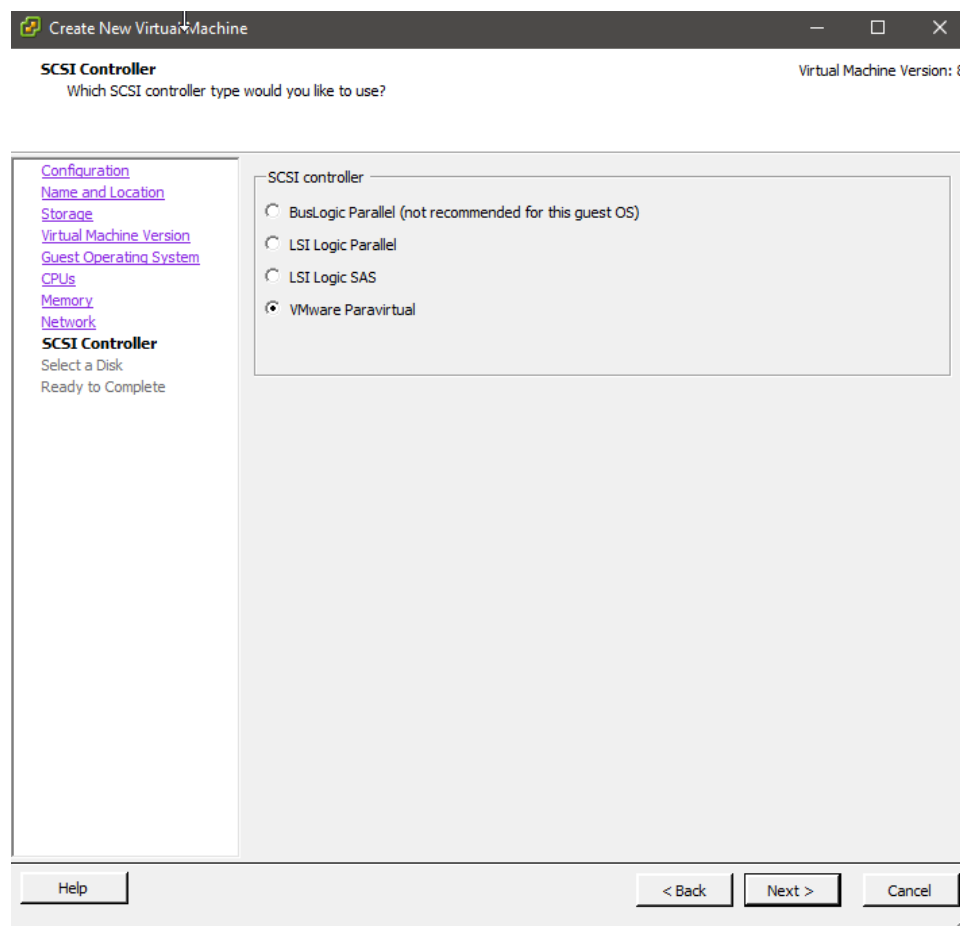 Create New Virtual Machine
SCSI Controller
Which SCSI controller type would you like to use?
Virtual Machine Version: 8
Configuration
Name and Location
Storage
Virtual Machine Version
Guest Operating System
CPUs
Memory
Network
SCSI Controller
Select a Disk
Ready to Complete
SCSI controller
BusLogic Parallel (not recommended for this guest OS)
LSI Logic Parallel
LSI Logic SAS
VMware Paravirtual
Help
< Back
Next >
Cancel